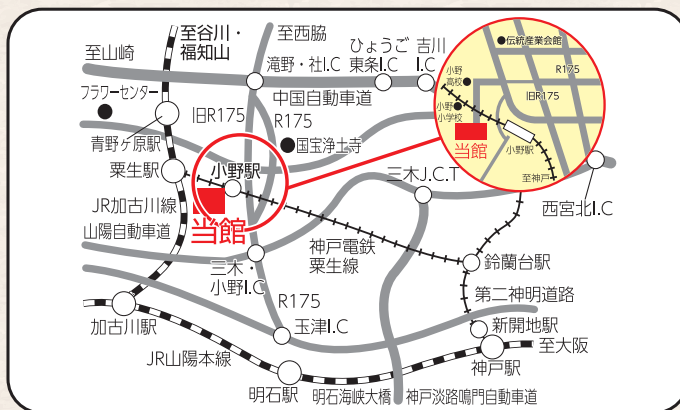 至谷川・
福知山
至西脇
至山崎
滝野・社I.C
ひょうご
東条I.C
吉川
I.C
フラワーセンター
旧R175
中国自動車道
R175
青野ヶ原駅
国宝浄土寺
粟生駅
小野駅
三木J.C.T
当館
JR加古川線
山陽自動車道
神戸電鉄
粟生線
三木・
小野I.C
西宮北I.C
鈴蘭台駅
R175
第二神明道路
加古川駅
玉津I.C
新開地駅
至大阪
神戸駅
JR山陽本線
明石駅
明石海峡大橋
神戸淡路鳴門自動車道
伝統産業会館
小野
高校
R175
旧R175
小野
小学校
当館
小野駅
至神戸